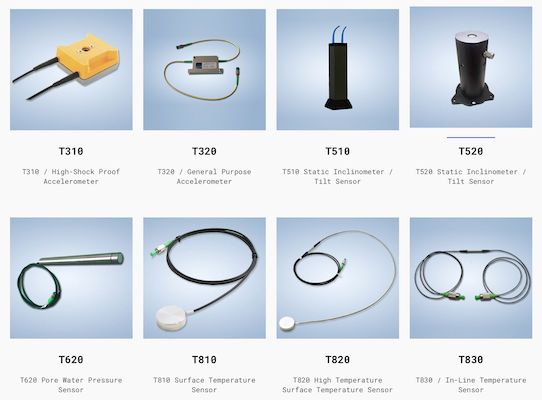 T310
T320
T510
T520
T310 / High-Shock Proof
Accelerometer
T320 / General Purpose
Accelerometer
T510 Static Inclinometer /
Tilt Sensor
T520 Static Inclinometer /
Tilt Sensor
T620
T810
T820
T830
T620 Pore Water Pressure
Sensor
T810 Surface Temperature
Sensor
T820 High Temperature
Surface Temperature Sensor
T830 / In-Line Temperature
Sensor